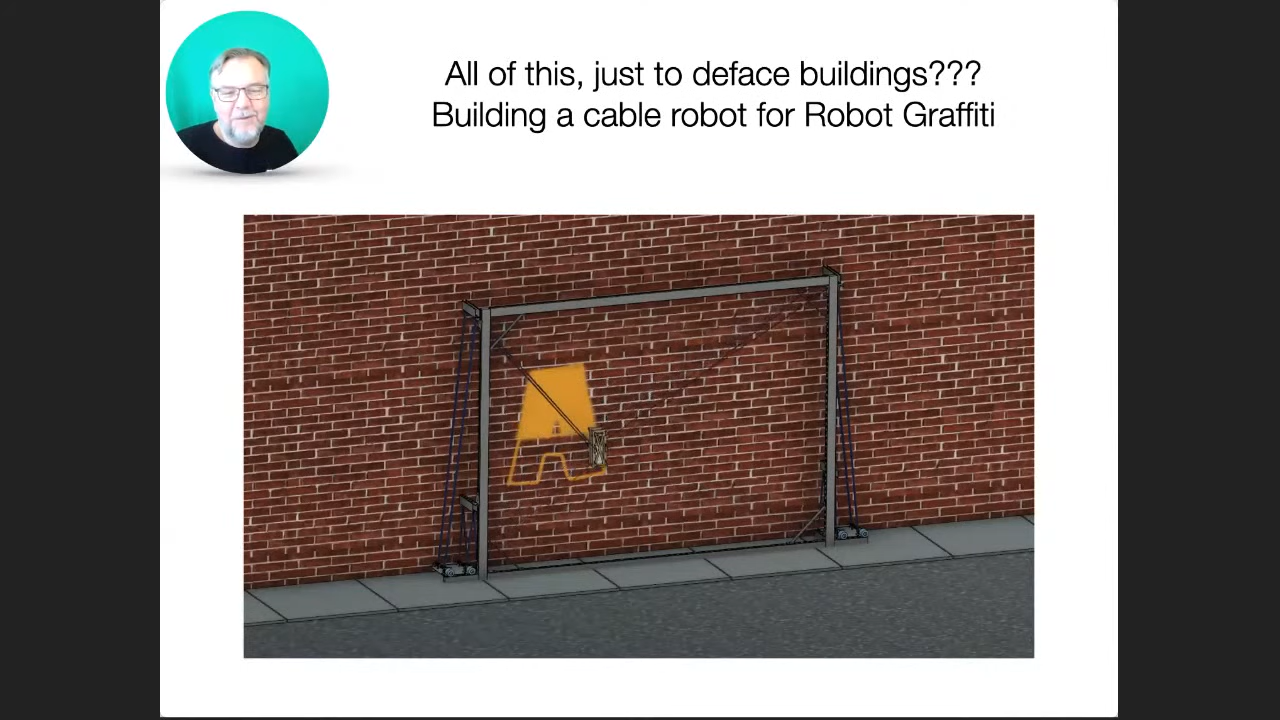 All of this, just to deface buildings???
Building a cable robot for Robot Graffiti
A